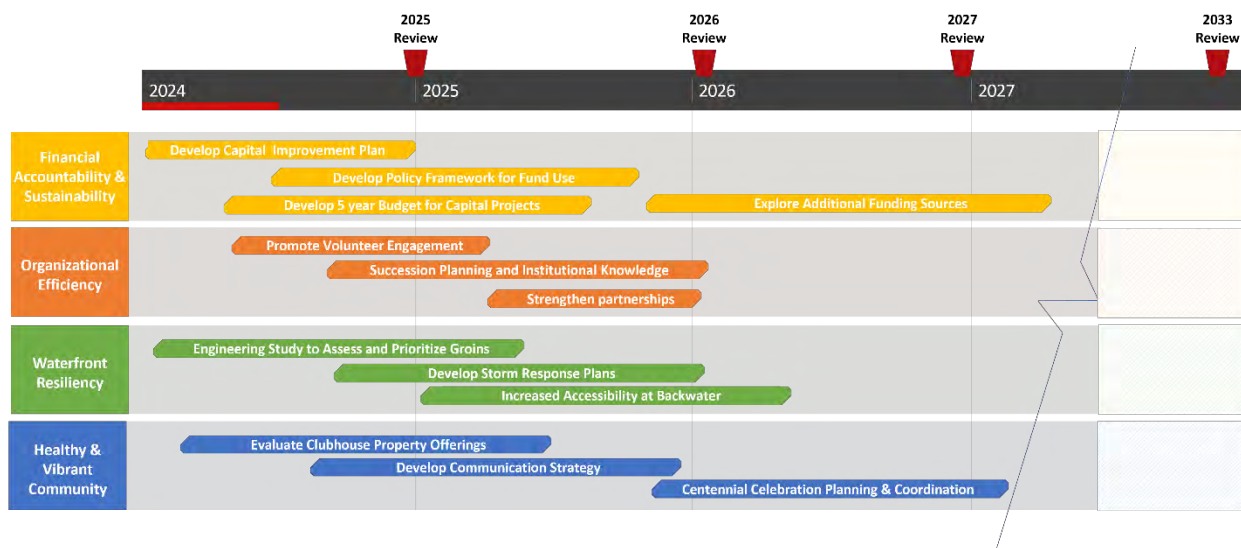 2025
Review
2026
Review
2027
Review
2033
Review
2024
2025
2026
2027
Financial
Accountability &
Sustainability
Develop Capital Improvement Plan
Develop Policy Framework for Fund Use
Develop 5 year Budget for Capital Projects
Explore Additional Funding Sources
Organizational
Efficiency
Promote Volunteer Engagement
Succession Planning and Institutional Knowledge
Strengthen partnerships
Waterfront
Resiliency
Engineering Study to Assess and Prioritize Groins
Develop Storm Response Plans
Increased Accessibility at Backwater
Healthy &
Vibrant
Community
Evaluate Clubhouse Property Offerings
Develop Communication Strategy
Centennial Celebration Planning & Coordination